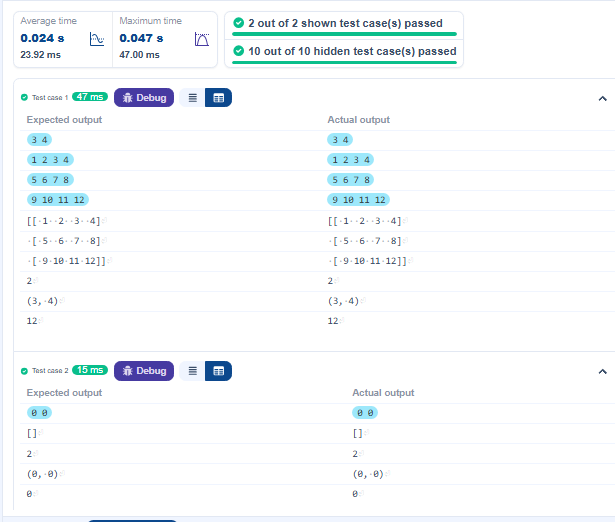 Average time
Maximum time
0.024 s
0.047 s
23.92 ms
47.00 ms
2 out of 2 shown test case(s) passed
10 out of 10 hidden test case(s) passed
Test case 1 47 ms Debug
Expected output Actual output
3 4 3 4
1 2 3 4 1 2 3 4
5 6 7 8 5 6 7 8
9 10 11 12 9 10 11 12
[[·1··2··3··4] [[·1··2··3··4]
·[·5··6··7··8] ·[·5··6··7··8]
·[·9·10·11·12]] ·[·9·10·11·12]]
2 2
(3,·4) (3,·4)
12 12
Test case 2 15 ms Debug
Expected output Actual output
0 0 0 0
[] []
2 2
(0,·0) (0,·0)
0 0